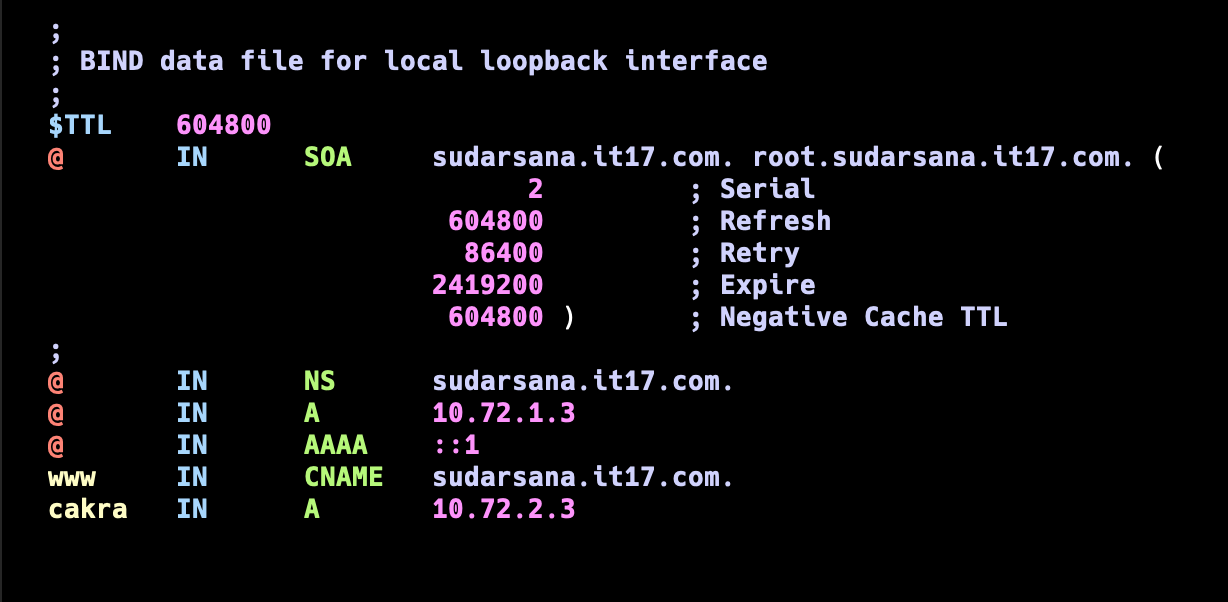 ;
; BIND data file for local loopback interface
;
$TTL    604800
@       IN      SOA     sudarsana.it17.com. root.sudarsana.it17.com. (
                              2         ; Serial
                         604800         ; Refresh
                          86400         ; Retry
                        2419200         ; Expire
                         604800 )       ; Negative Cache TTL
;
@       IN      NS      sudarsana.it17.com.
@       IN      A       10.72.1.3
@       IN      AAAA    ::1
www     IN      CNAME   sudarsana.it17.com.
cakra   IN      A       10.72.2.3